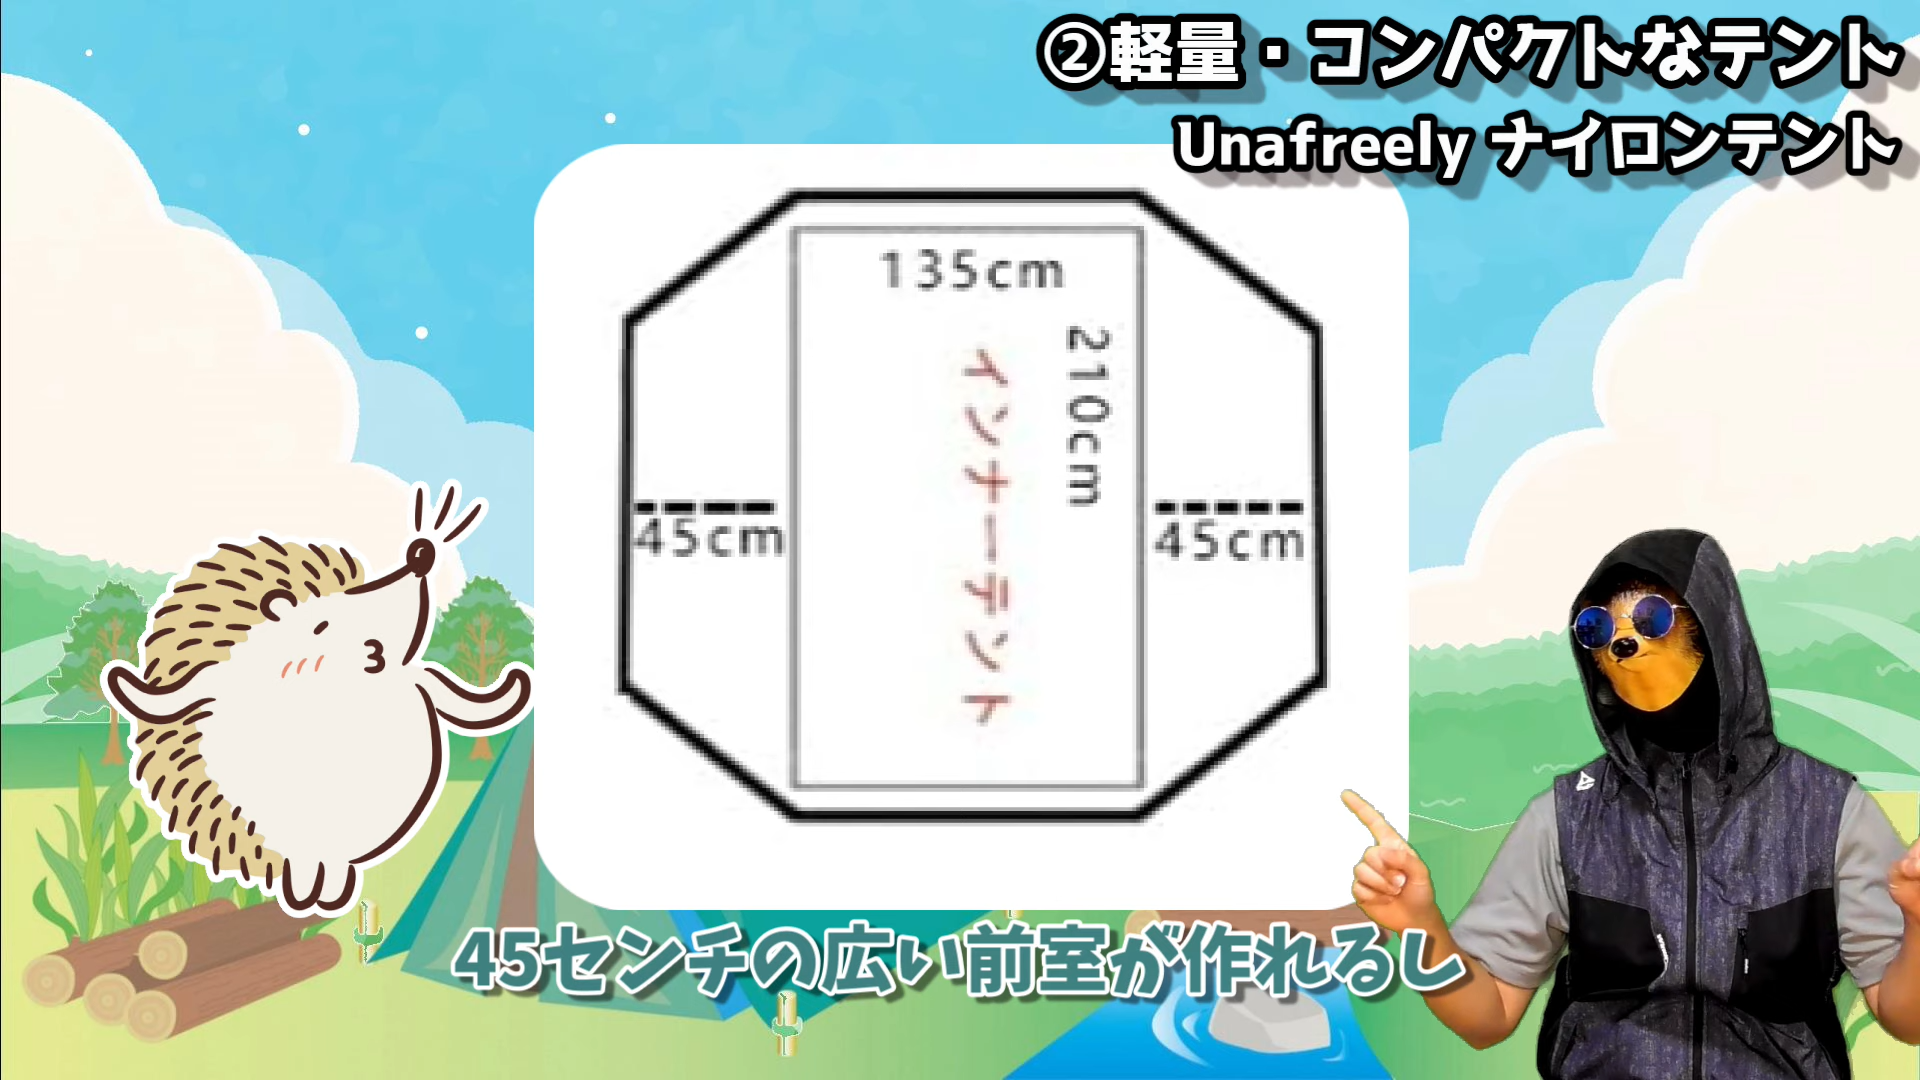 ②軽量・コンパクトなテント
Unafreely ナイロンテント
135cm
210cm
インナーテント
45cm
45cm
45センチの広い前室が作れるし